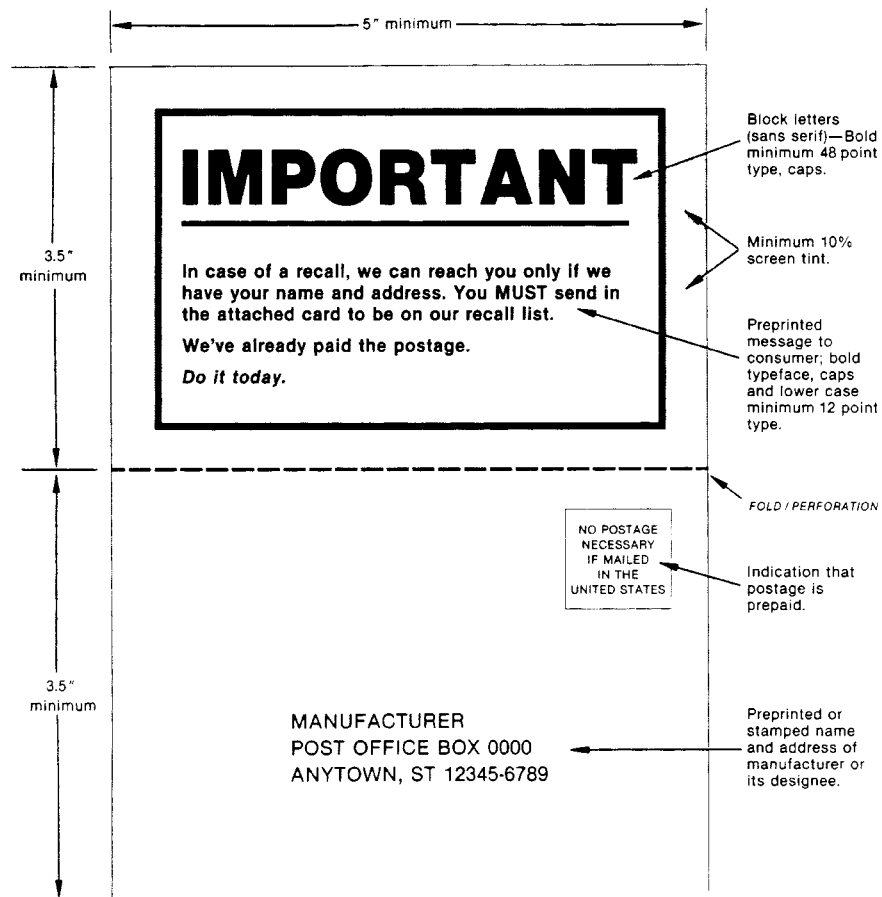 5" minimum
3.5"
minimum
IMPORTANT
In case of a recall, we can reach you only if we
have your name and address. You MUST send in
the attached card to be on our recall list.
We've already paid the postage.
Do it today.
Block letters
(sans serif)—Bold
minimum 48 point
type, caps.
Minimum 10%
screen tint.
Preprinted
message to
consumer; bold
typeface, caps
and lower case
minimum 12 point
type.
FOLD / PERFORATION
NO POSTAGE
NECESSARY
IF MAILED
IN THE
UNITED STATES
Indication that
postage is
prepaid.
3.5"
minimum
MANUFACTURER
POST OFFICE BOX 0000
ANYTOWN, ST 12345-6789
Preprinted or
stamped name
and address of
manufacturer or
its designee.